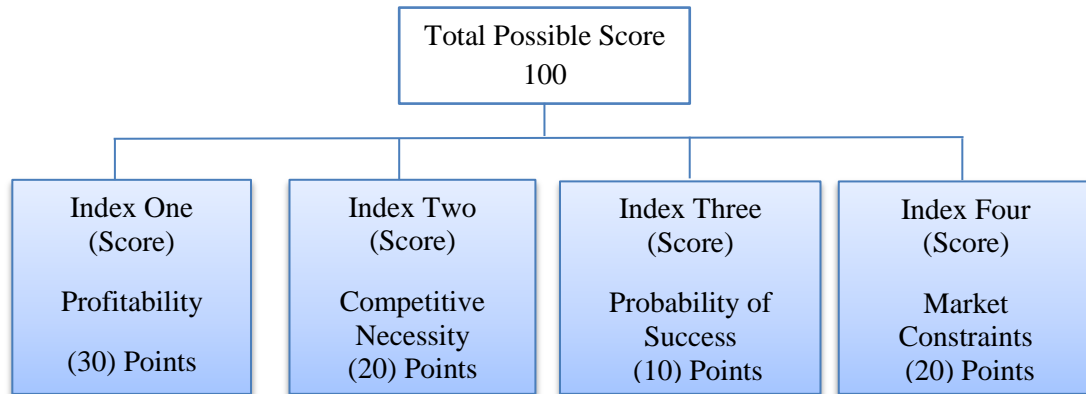 Total Possible Score
100
Index One
(Score)
Profitability
(30) Points
Index Two
(Score)
Competitive
Necessity
(20) Points
Index Three
(Score)
Probability of
Success
(10) Points
Index Four
(Score)
Market
Constraints
(20) Points